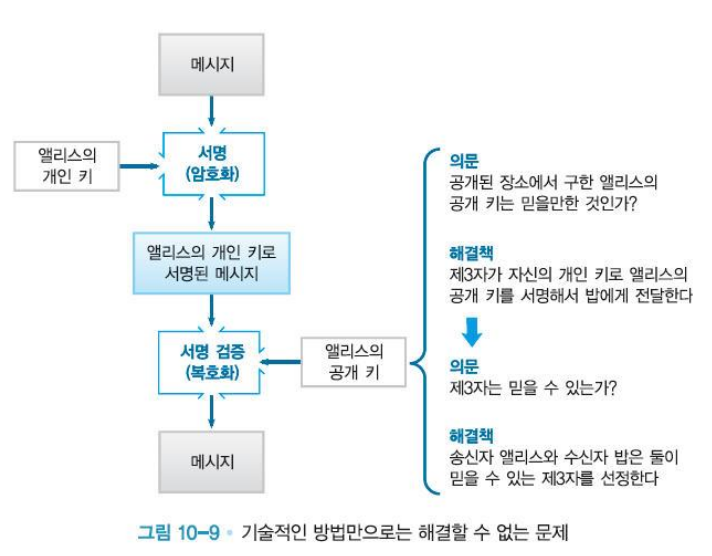 메시지
앨리스의
개인 키
서명
(암호화)
앨리스의 개인 키로
서명된 메시지
서명 검증
(복호화)
앨리스의
공개 키
메시지
의문
공개된 장소에서 구한 앨리스의
공개 키는 믿을만한 것인가?
해결책
제3자가 자신의 개인 키로 앨리스의
공개 키를 서명해서 밥에게 전달한다
의문
제3자는 믿을 수 있는가?
해결책
송신자 앨리스와 수신자 밥은 둘이
믿을 수 있는 제3자를 선정한다
그림 10-9 • 기술적인 방법만으로는 해결할 수 없는 문제